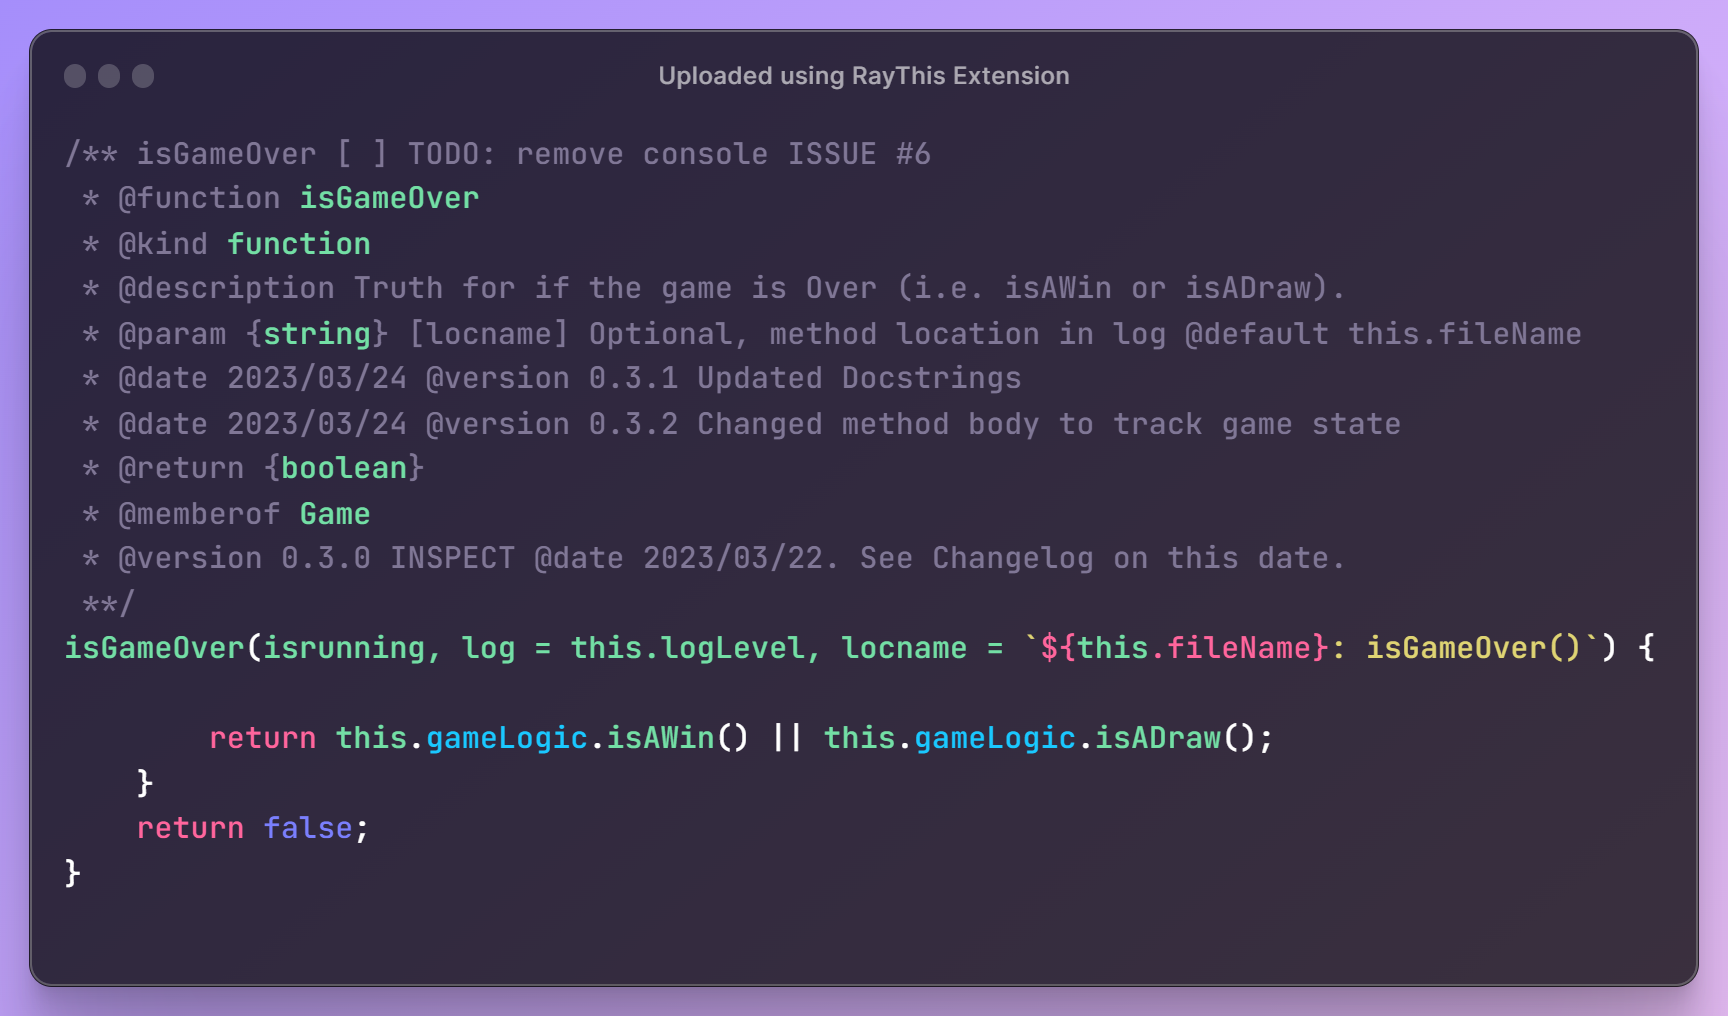 Uploaded using RayThis Extension
/** isGameOver [ ] TODO: remove console ISSUE #6
 * @function isGameOver
 * @kind function
 * @description Truth for if the game is Over (i.e. isAWin or isADraw).
 * @param {string} [locname] Optional, method location in log @default this.fileName
 * @date 2023/03/24 @version 0.3.1 Updated Docstrings
 * @date 2023/03/24 @version 0.3.2 Changed method body to track game state
 * @return {boolean}
 * @memberof Game
 * @version 0.3.0 INSPECT @date 2023/03/22. See Changelog on this date.
 **/
isGameOver(isrunning, log = this.logLevel, locname = `${this.fileName}: isGameOver()`) {
        return this.gameLogic.isAWin() || this.gameLogic.isADraw();
    }
    return false;
}